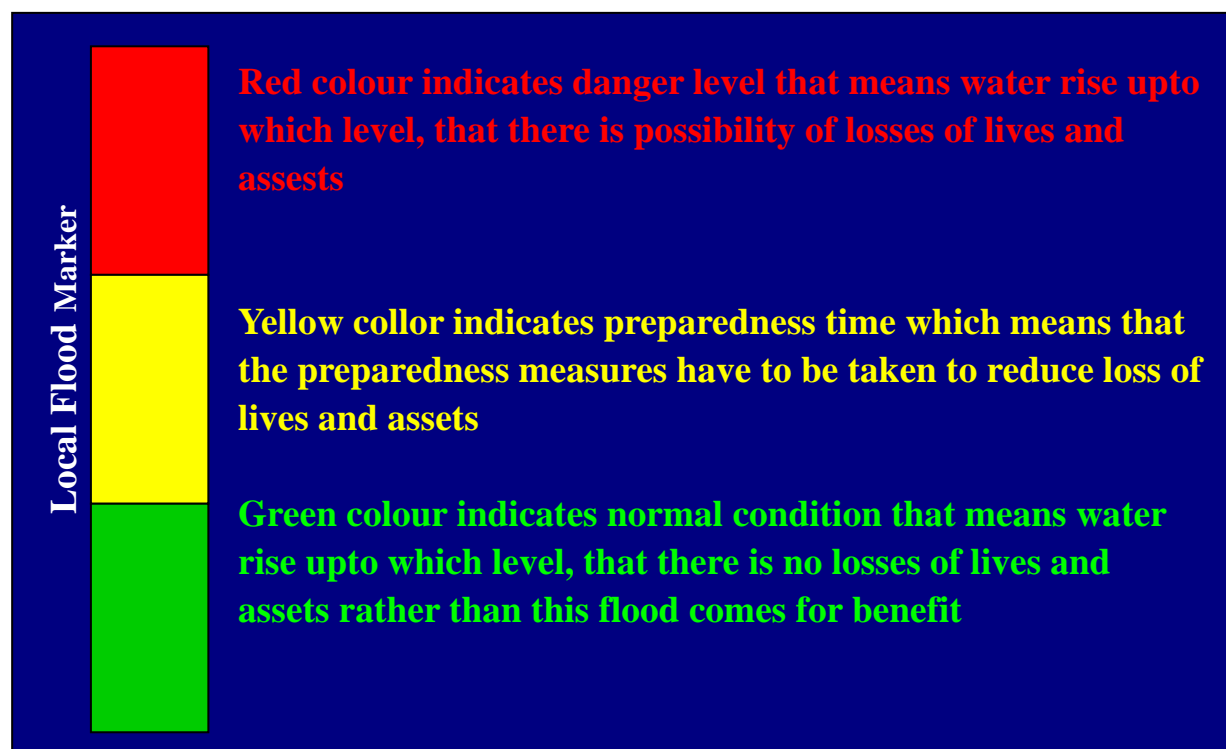 Local Flood Marker
Red colour indicates danger level that means water rise upto
which level, that there is possibility of losses of lives and
assests
Yellow collor indicates preparedness time which means that
the preparedness measures have to be taken to reduce loss of
lives and assets
Green colour indicates normal condition that means water
rise upto which level, that there is no losses of lives and
assets rather than this flood comes for benefit